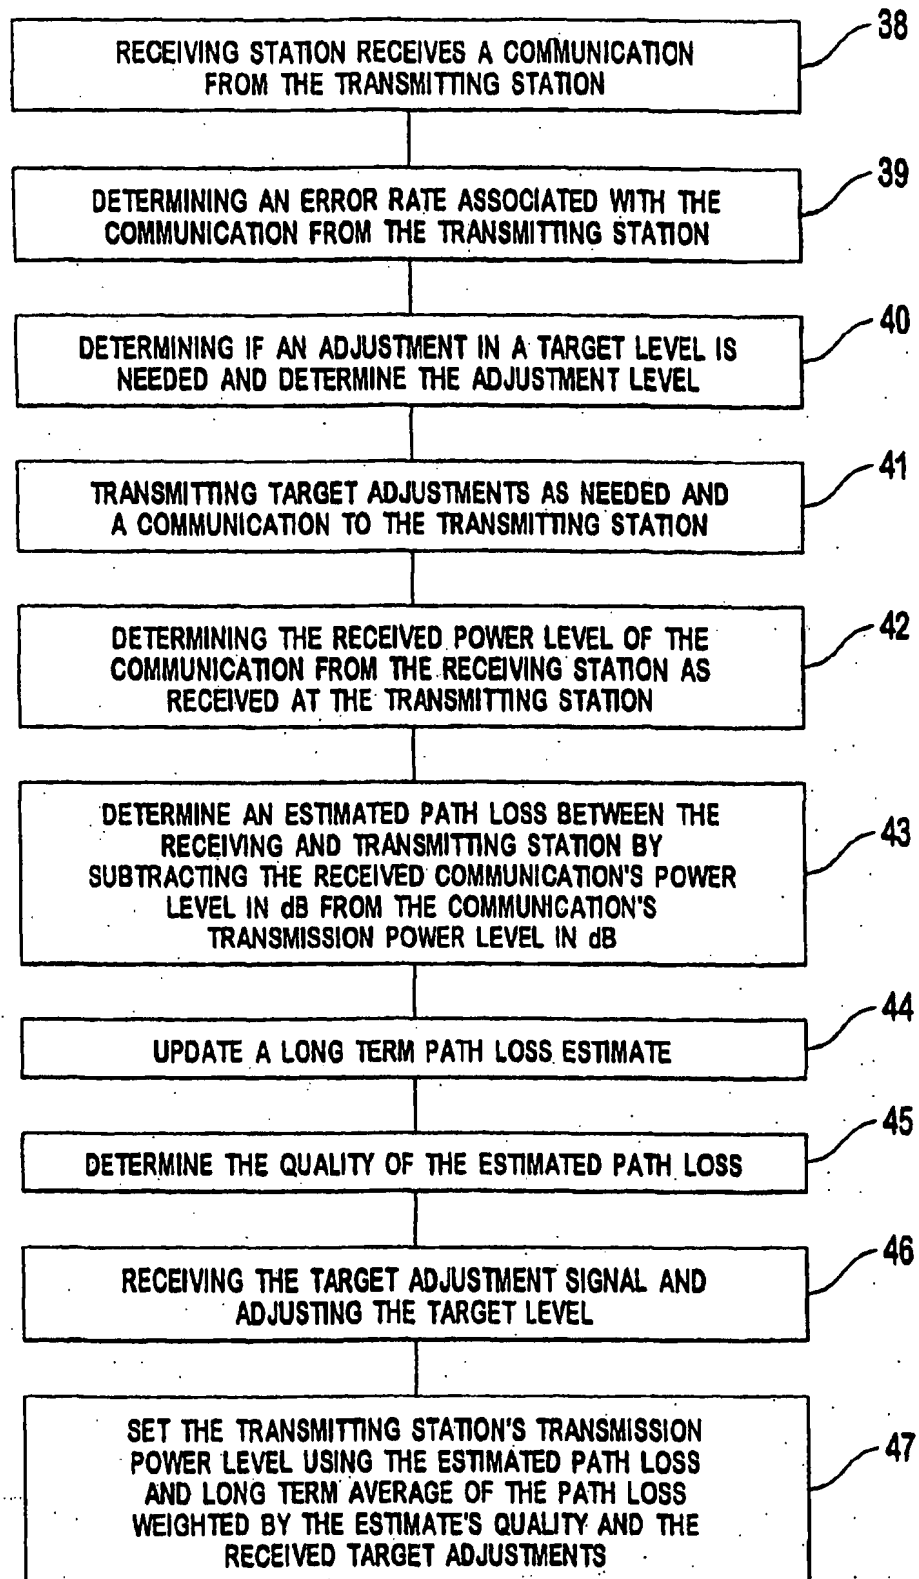 38
RECEIVING STATION RECEIVES A COMMUNICATION
FROM THE TRANSMITTING STATION
39
DETERMINING AN ERROR RATE ASSOCIATED WITH THE
COMMUNICATION FROM THE TRANSMITTING STATION
40
DETERMINING IF AN ADJUSTMENT IN A TARGET LEVEL IS
NEEDED AND DETERMINE THE ADJUSTMENT LEVEL
41
TRANSMITTING TARGET ADJUSTMENTS AS NEEDED AND
A COMMUNICATION TO THE TRANSMITTING STATION
42
DETERMINING THE RECEIVED POWER LEVEL OF THE
COMMUNICATION FROM THE RECEIVING STATION AS
RECEIVED AT THE TRANSMITTING STATION
43
DETERMINE AN ESTIMATED PATH LOSS BETWEEN THE
RECEIVING AND TRANSMITTING STATION BY
SUBTRACTING THE RECEIVED COMMUNICATION'S POWER
LEVEL IN dB FROM THE COMMUNICATION'S
TRANSMISSION POWER LEVEL IN dB
44
UPDATE A LONG TERM PATH LOSS ESTIMATE
45
DETERMINE THE QUALITY OF THE ESTIMATED PATH LOSS
46
RECEIVING THE TARGET ADJUSTMENT SIGNAL AND
ADJUSTING THE TARGET LEVEL
47
SET THE TRANSMITTING STATION'S TRANSMISSION
POWER LEVEL USING THE ESTIMATED PATH LOSS
AND LONG TERM AVERAGE OF THE PATH LOSS
WEIGHTED BY THE ESTIMATE'S QUALITY AND THE
RECEIVED TARGET ADJUSTMENTS